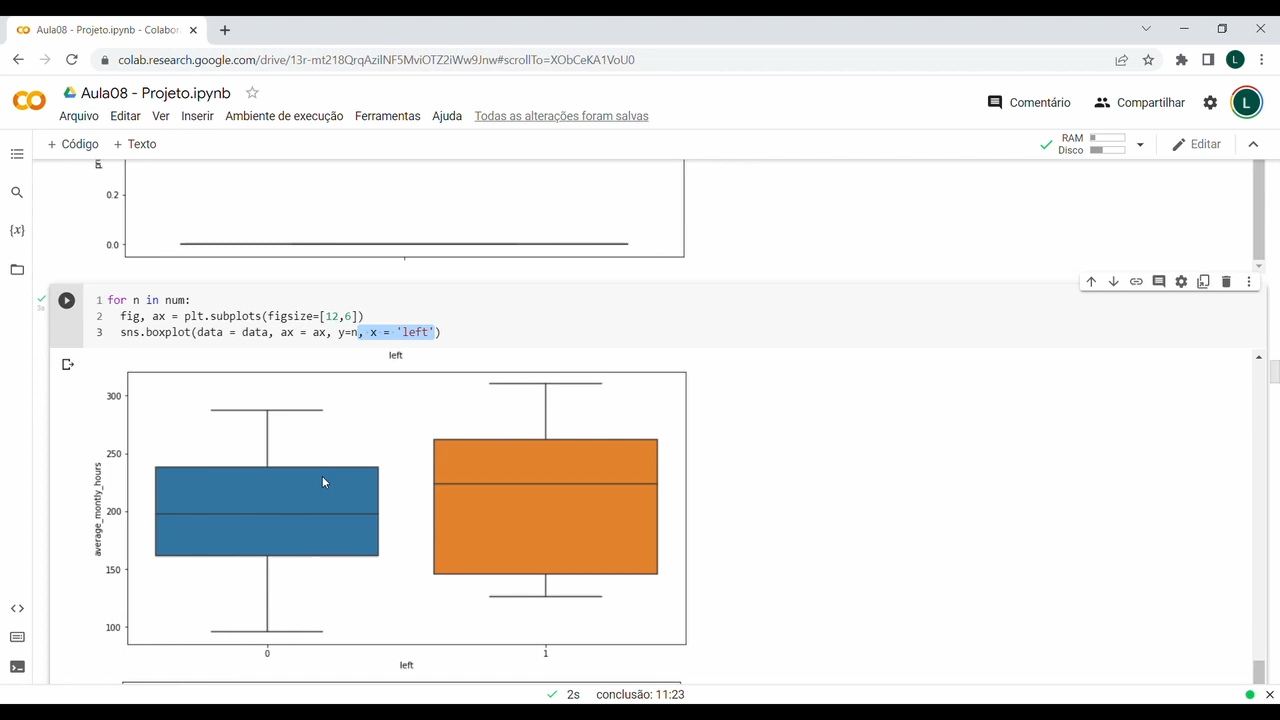 Aula08 - Projeto.ipynb - Colabor
colab.research.google.com/drive/13r-mt218QrqAzilNF5MviOTZ2iWw9Jnw#scrollTo=XObCeKA1VoU0
L
Aula08 - Projeto.ipynb
Comentário
Compartilhar
L
Arquivo Editar Ver Inserir Ambiente de execução Ferramentas Ajuda Todas as alterações foram salvas
+ Código + Texto
RAM
Disco
Editar
0.2
0.0
3s
1 for n in num:
2 fig, ax = plt.subplots(figsize=[12,6])
3 sns.boxplot(data = data, ax = ax, y=n, x = 'left')
left
300
250
200
150
100
average_montly_hours
0 1
left
2s conclusão: 11:23